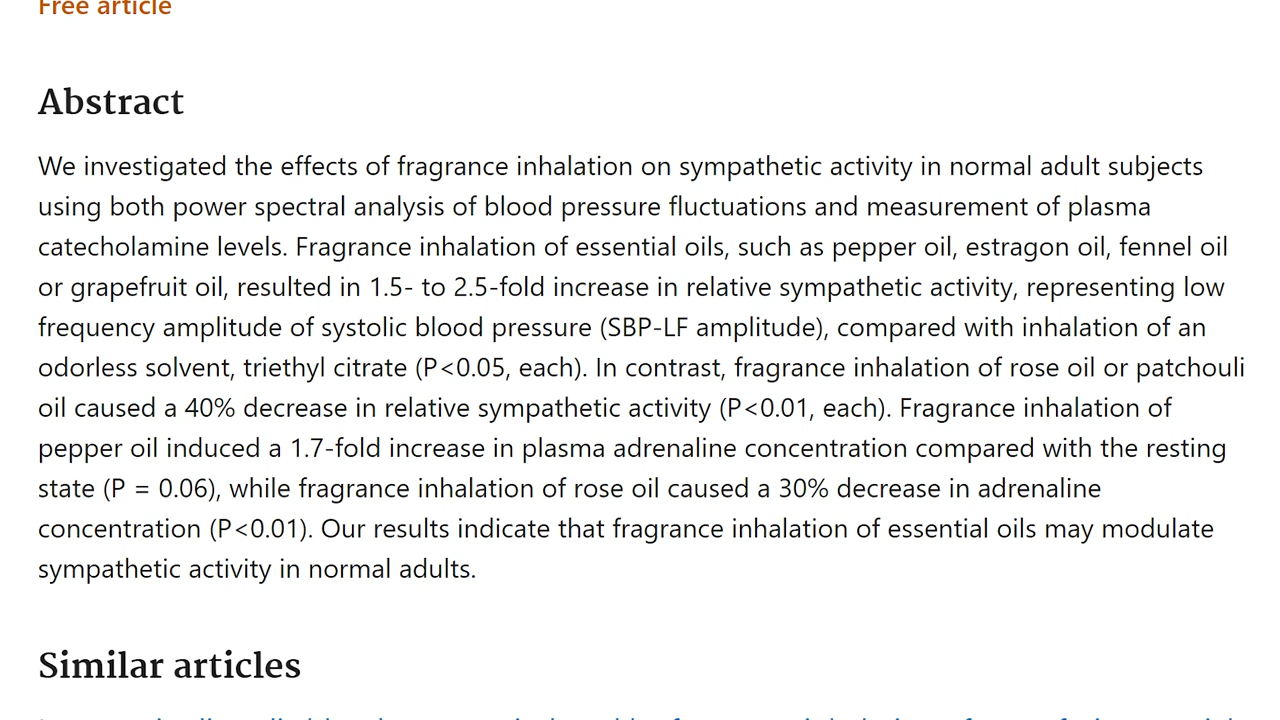 Free article
Abstract
We investigated the effects of fragrance inhalation on sympathetic activity in normal adult subjects
using both power spectral analysis of blood pressure fluctuations and measurement of plasma
catecholamine levels. Fragrance inhalation of essential oils, such as pepper oil, estragon oil, fennel oil
or grapefruit oil, resulted in 1.5- to 2.5-fold increase in relative sympathetic activity, representing low
frequency amplitude of systolic blood pressure (SBP-LF amplitude), compared with inhalation of an
odorless solvent, triethyl citrate (P<0.05, each). In contrast, fragrance inhalation of rose oil or patchouli
oil caused a 40% decrease in relative sympathetic activity (P<0.01, each). Fragrance inhalation of
pepper oil induced a 1.7-fold increase in plasma adrenaline concentration compared with the resting
state (P = 0.06), while fragrance inhalation of rose oil caused a 30% decrease in adrenaline
concentration (P<0.01). Our results indicate that fragrance inhalation of essential oils may modulate
sympathetic activity in normal adults.
Similar articles